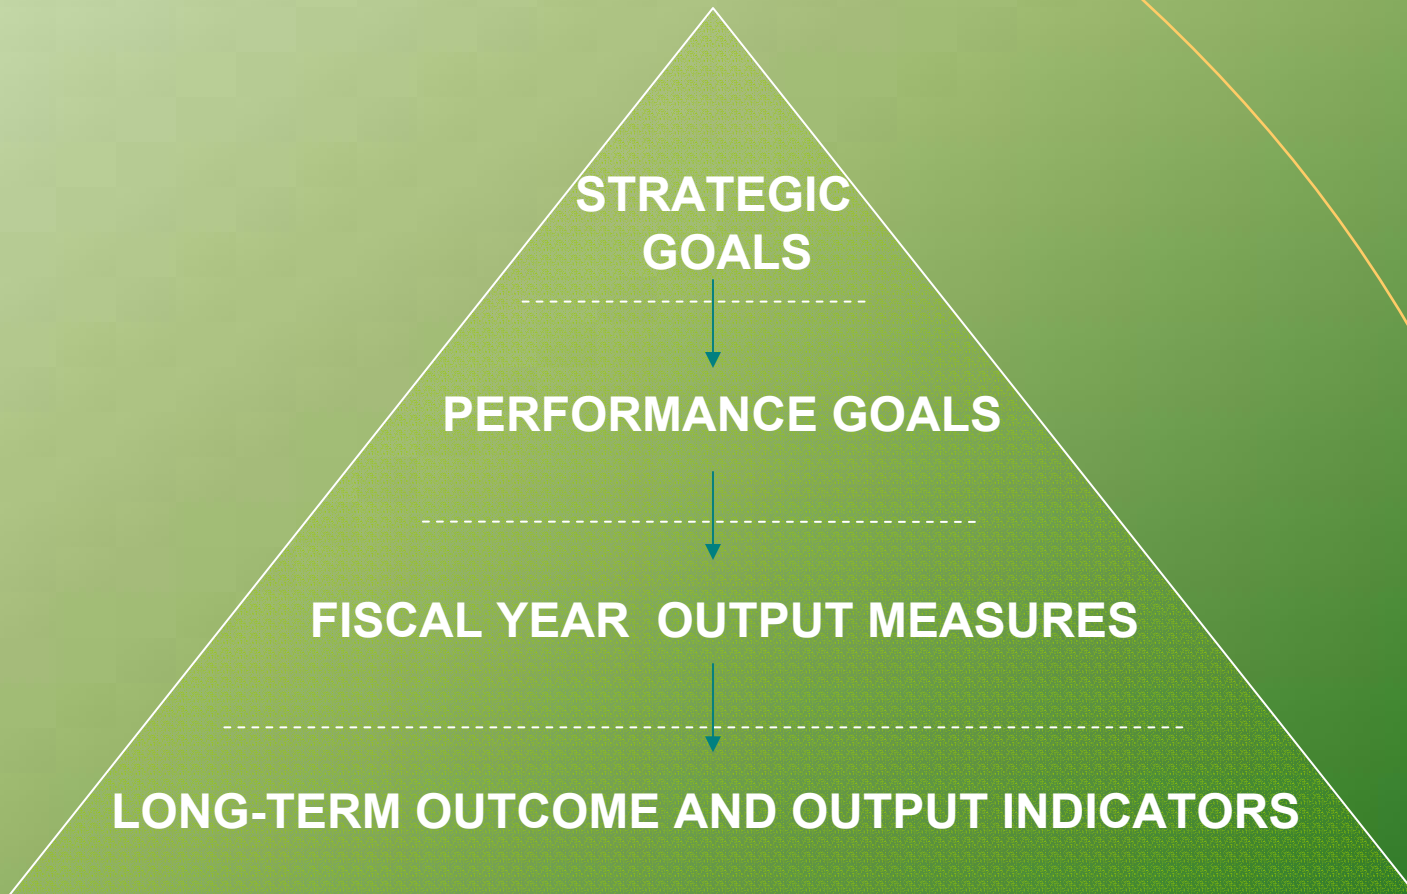 STRATEGIC
GOALS
PERFORMANCE GOALS
FISCAL YEAR  OUTPUT MEASURES
LONG-TERM OUTCOME AND OUTPUT INDICATORS